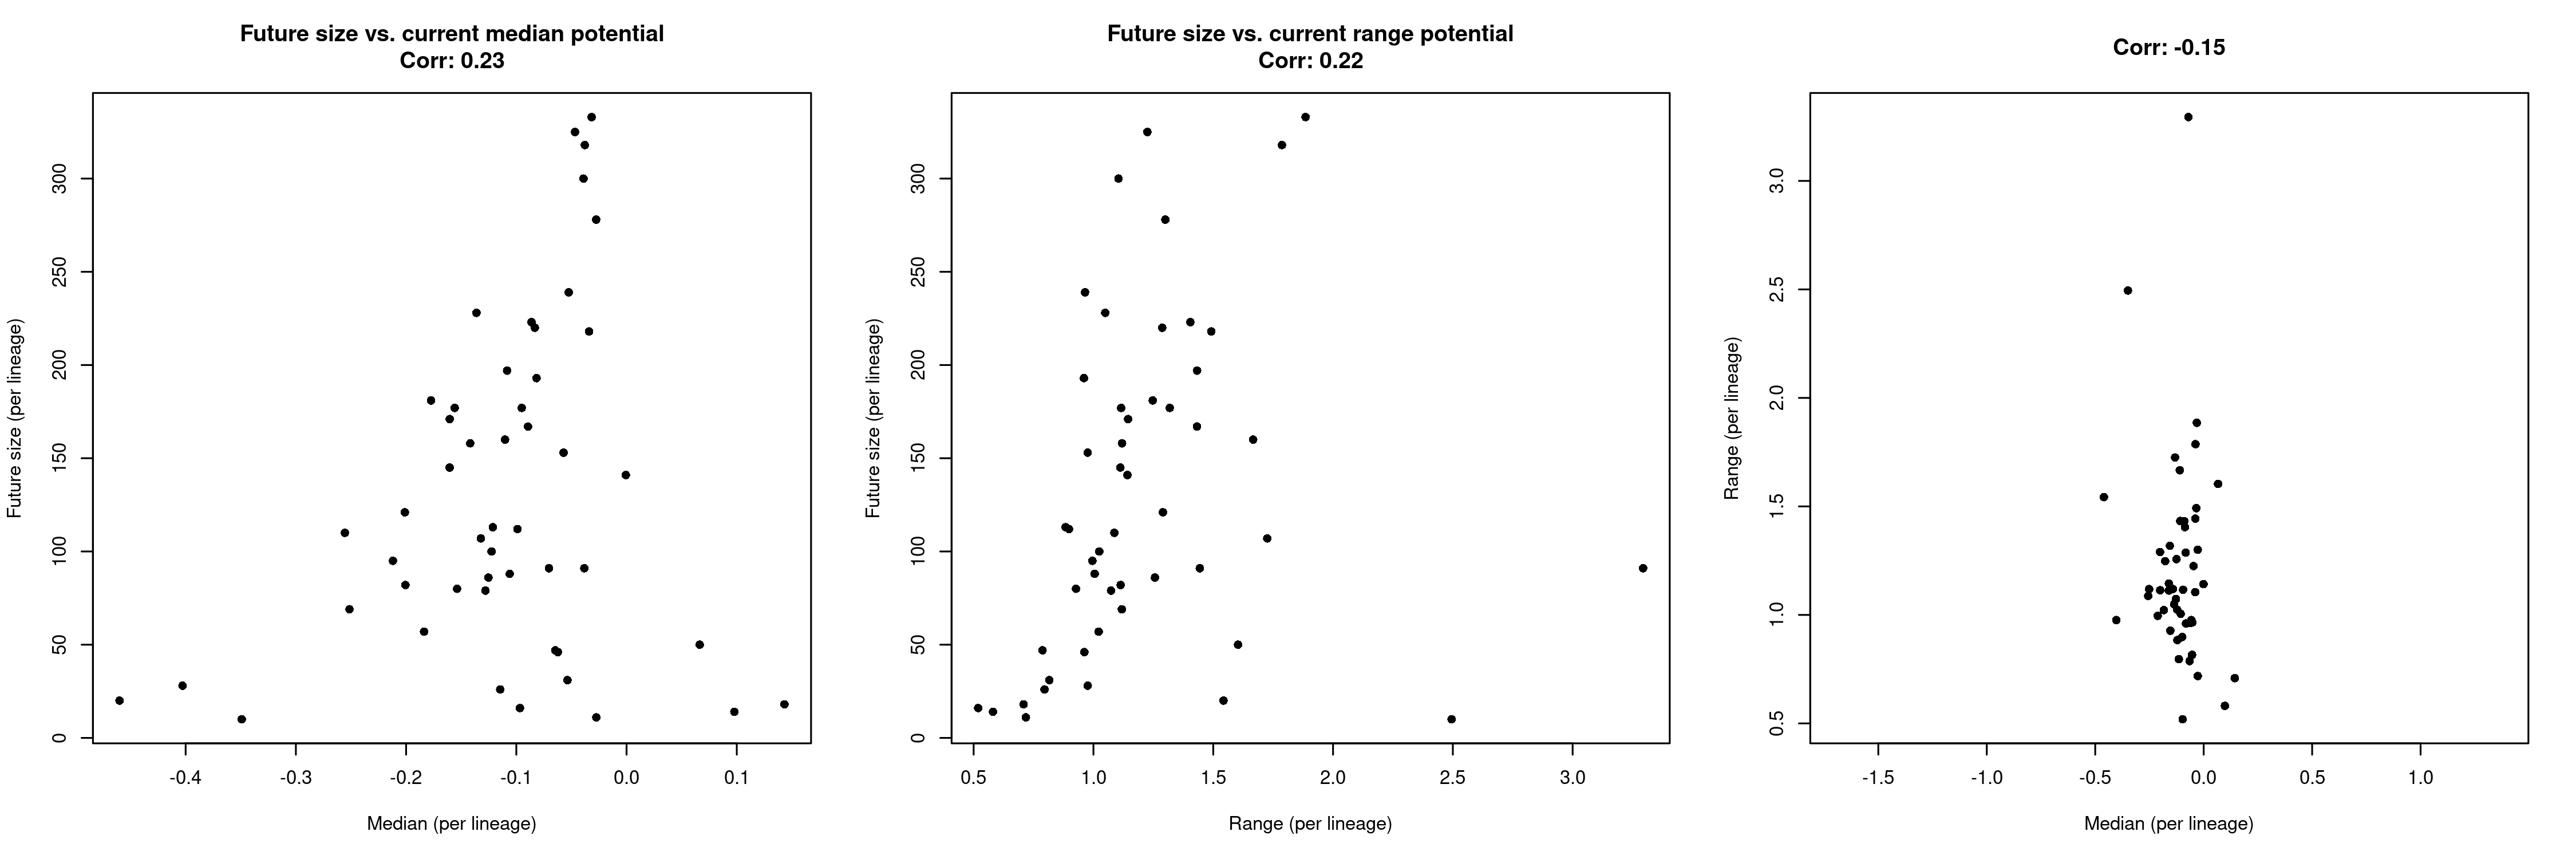 Future size vs. current median potential
Corr: 0.23
Future size (per lineage)
0 50 100 150 200 250 300
-0.4 -0.3 -0.2 -0.1 0.0 0.1
Median (per lineage)
Future size vs. current range potential
Corr: 0.22
Future size (per lineage)
0 50 100 150 200 250 300
0.5 1.0 1.5 2.0 2.5 3.0
Range (per lineage)
Corr: -0.15
Range (per lineage)
0.5 1.0 1.5 2.0 2.5 3.0
-1.5 -1.0 -0.5 0.0 0.5 1.0
Median (per lineage)